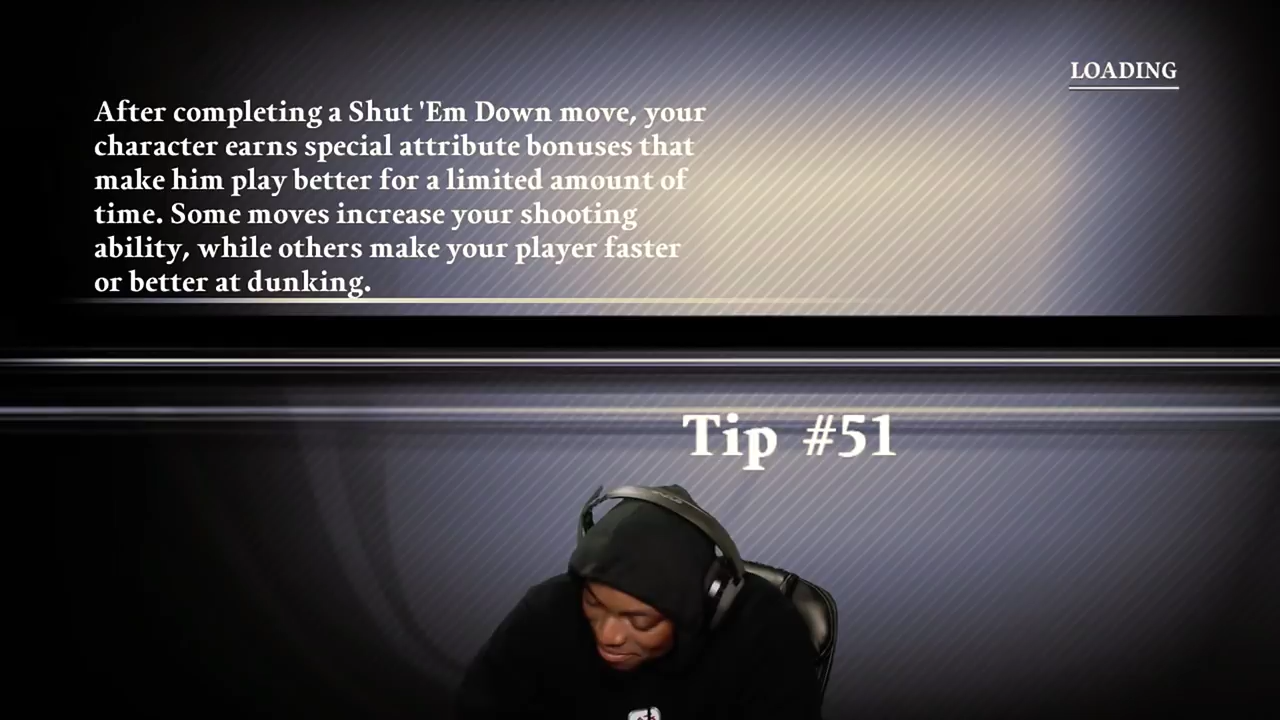 LOADING
After completing a Shut 'Em Down move, your
character earns special attribute bonuses that
make him play better for a limited amount of
time. Some moves increase your shooting
ability, while others make your player faster
or better at dunking.
Tip #51